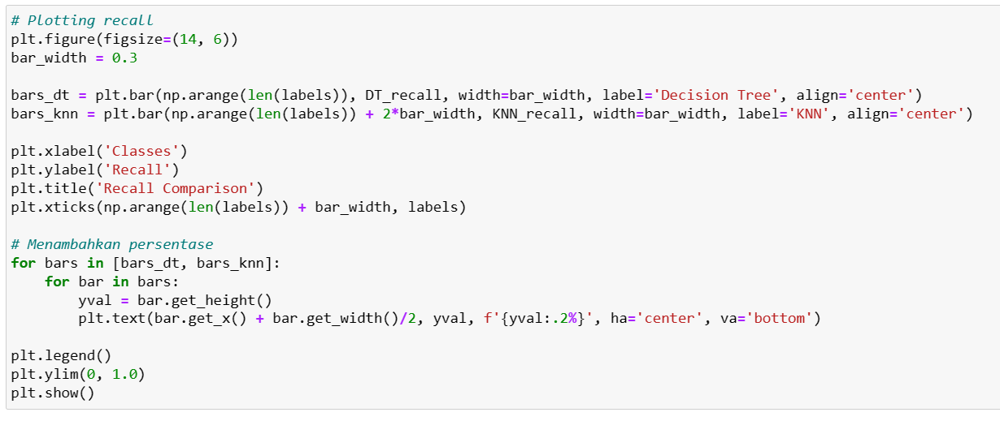 # Plotting recall
plt.figure(figsize=(14, 6))
bar_width = 0.3

bars_dt = plt.bar(np.arange(len(labels)), DT_recall, width=bar_width, label='Decision Tree', align='center')
bars_knn = plt.bar(np.arange(len(labels)) + 2*bar_width, KNN_recall, width=bar_width, label='KNN', align='center')

plt.xlabel('Classes')
plt.ylabel('Recall')
plt.title('Recall Comparison')
plt.xticks(np.arange(len(labels)) + bar_width, labels)

# Menambahkan persentase
for bars in [bars_dt, bars_knn]:
    for bar in bars:
        yval = bar.get_height()
        plt.text(bar.get_x() + bar.get_width()/2, yval, f'{yval:.2%}', ha='center', va='bottom')

plt.legend()
plt.ylim(0, 1.0)
plt.show()